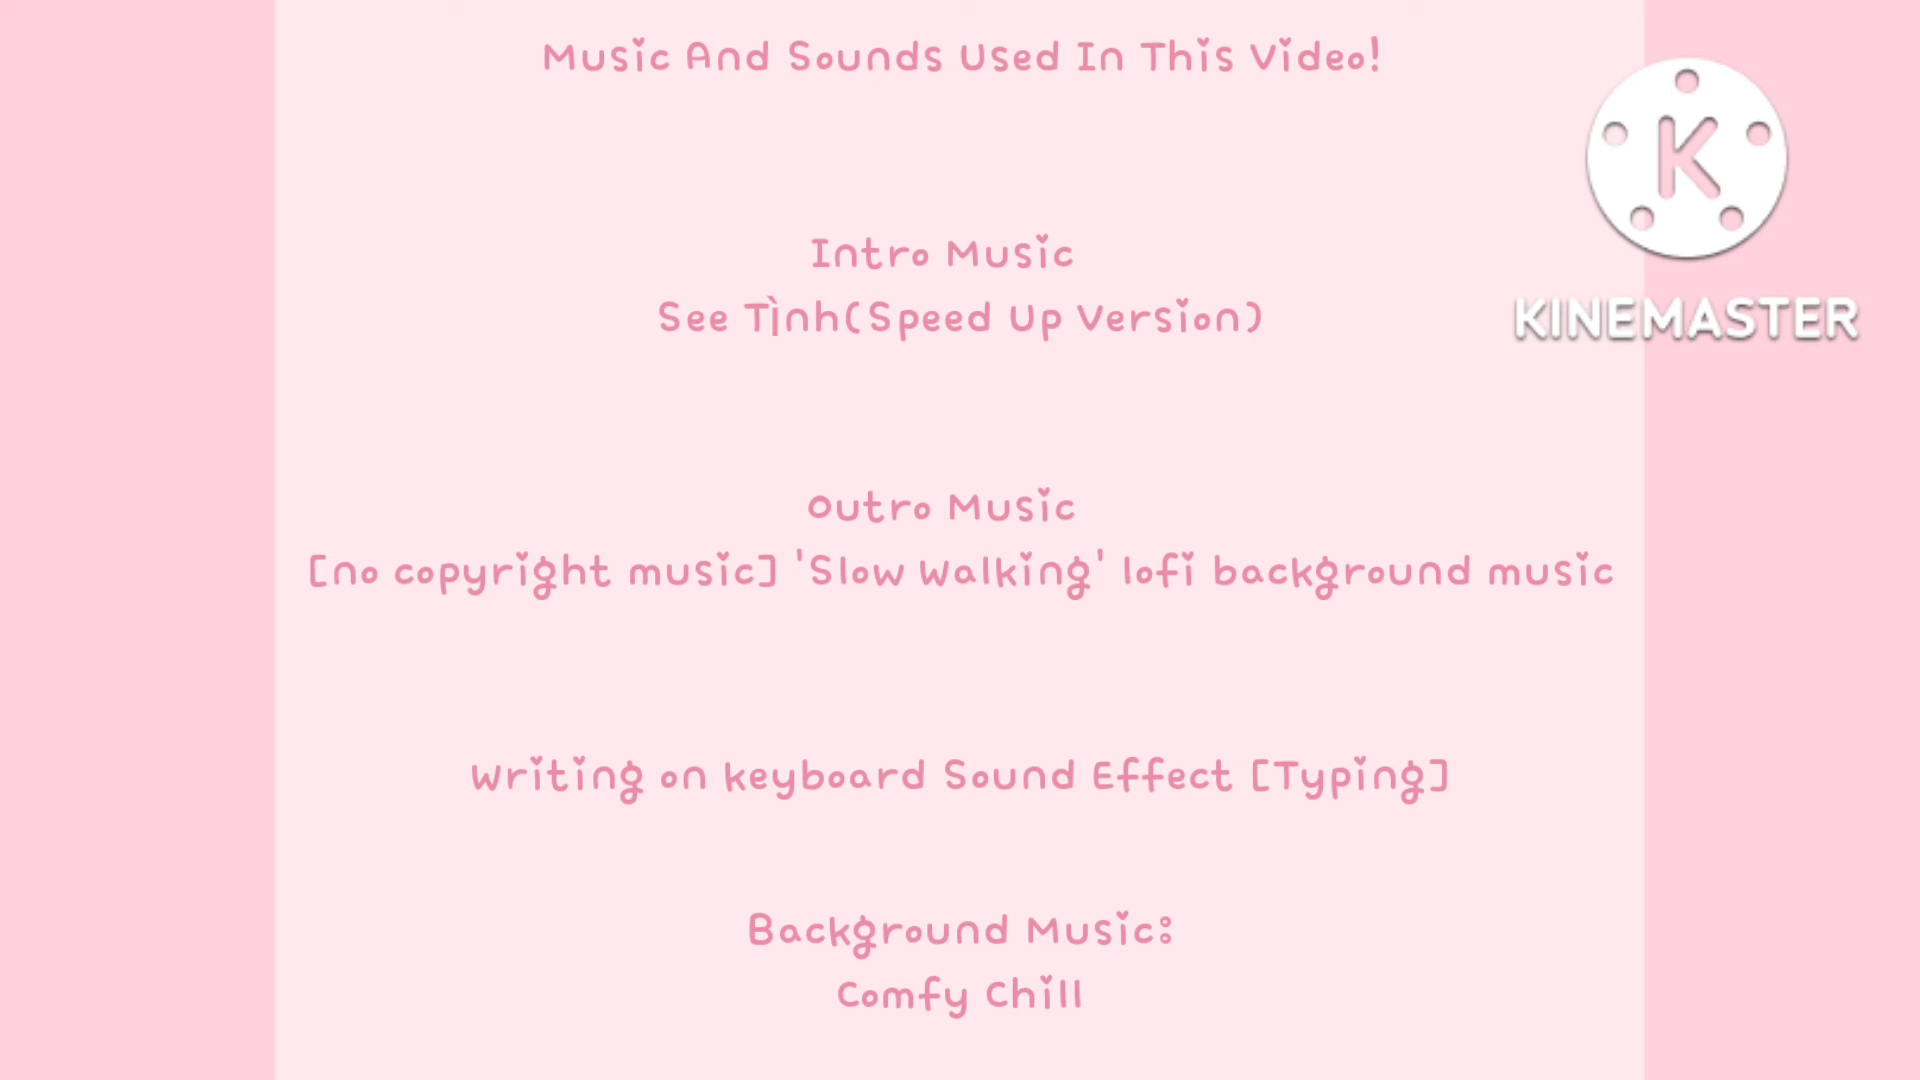 Music And Sounds Used In This Video!
K
KINEMASTER
Intro Music
See Tình(Speed Up Version)
Outro Music
[no copyright music] 'Slow Walking' lofi background music
Writing on keyboard Sound Effect [Typing]
Background Music:
Comfy Chill